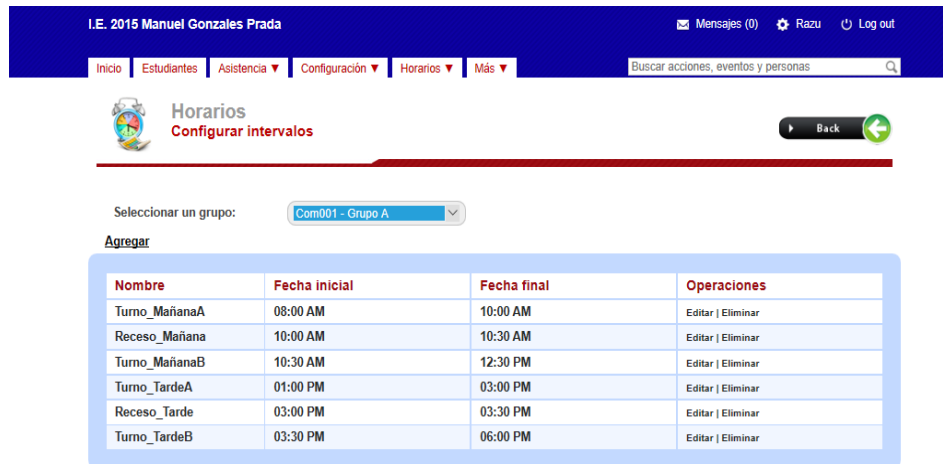 I.E. 2015 Manuel Gonzales Prada Mensajes (0) Razu Log out
Inicio Estudiantes Asistencia ▼ Configuración ▼ Horarios ▼ Más ▼ Buscar acciones, eventos y personas
Horarios
Configurar intervalos
Back
Seleccionar un grupo: Com001 - Grupo A
Agregar
Nombre Fecha inicial Fecha final Operaciones
Turno_MañanaA 08:00 AM 10:00 AM Editar | Eliminar
Receso_Mañana 10:00 AM 10:30 AM Editar | Eliminar
Turno_MañanaB 10:30 AM 12:30 PM Editar | Eliminar
Turno_TardeA 01:00 PM 03:00 PM Editar | Eliminar
Receso_Tarde 03:00 PM 03:30 PM Editar | Eliminar
Turno_TardeB 03:30 PM 06:00 PM Editar | Eliminar